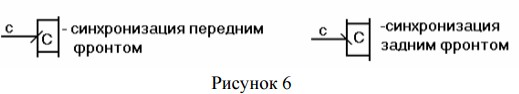 с С - синхронизация передним
фронтом
с С -синхронизация
задним фронтом
Рисунок 6